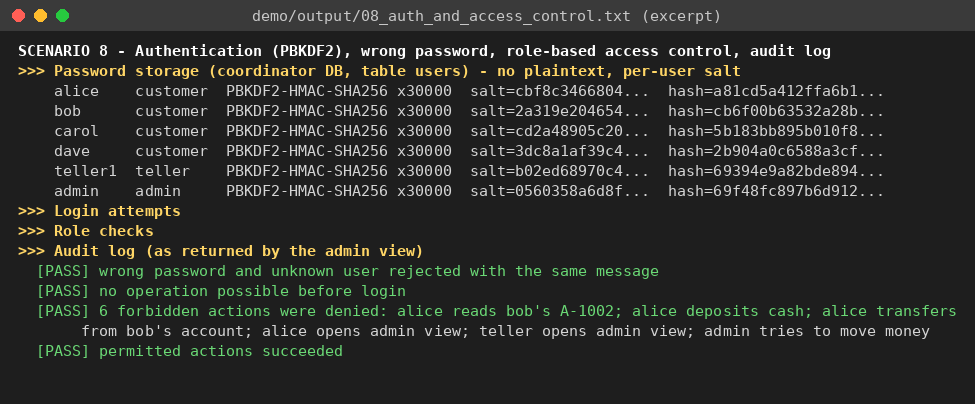 demo/output/08_auth_and_access_control.txt (excerpt)
SCENARIO 8 - Authentication (PBKDF2), wrong password, role-based access control, audit log
>>> Password storage (coordinator DB, table users) - no plaintext, per-user salt
alice customer PBKDF2-HMAC-SHA256 x30000 salt=cbf8c3466804... hash=a81cd5a412ffa6b1...
bob customer PBKDF2-HMAC-SHA256 x30000 salt=2a319e204654... hash=cb6f00b63532a28b...
carol customer PBKDF2-HMAC-SHA256 x30000 salt=cd2a48905c20... hash=5b183bb895b010f8...
dave customer PBKDF2-HMAC-SHA256 x30000 salt=3dc8a1af39c4... hash=2b904a0c6588a3cf...
teller1 teller PBKDF2-HMAC-SHA256 x30000 salt=b02ed68970c4... hash=69394e9a82bde894...
admin admin PBKDF2-HMAC-SHA256 x30000 salt=0560358a6d8f... hash=69f48fc897b6d912...
>>> Login attempts
>>> Role checks
>>> Audit log (as returned by the admin view)
[PASS] wrong password and unknown user rejected with the same message
[PASS] no operation possible before login
[PASS] 6 forbidden actions were denied: alice reads bob's A-1002; alice deposits cash; alice transfers
from bob's account; alice opens admin view; teller opens admin view; admin tries to move money
[PASS] permitted actions succeeded